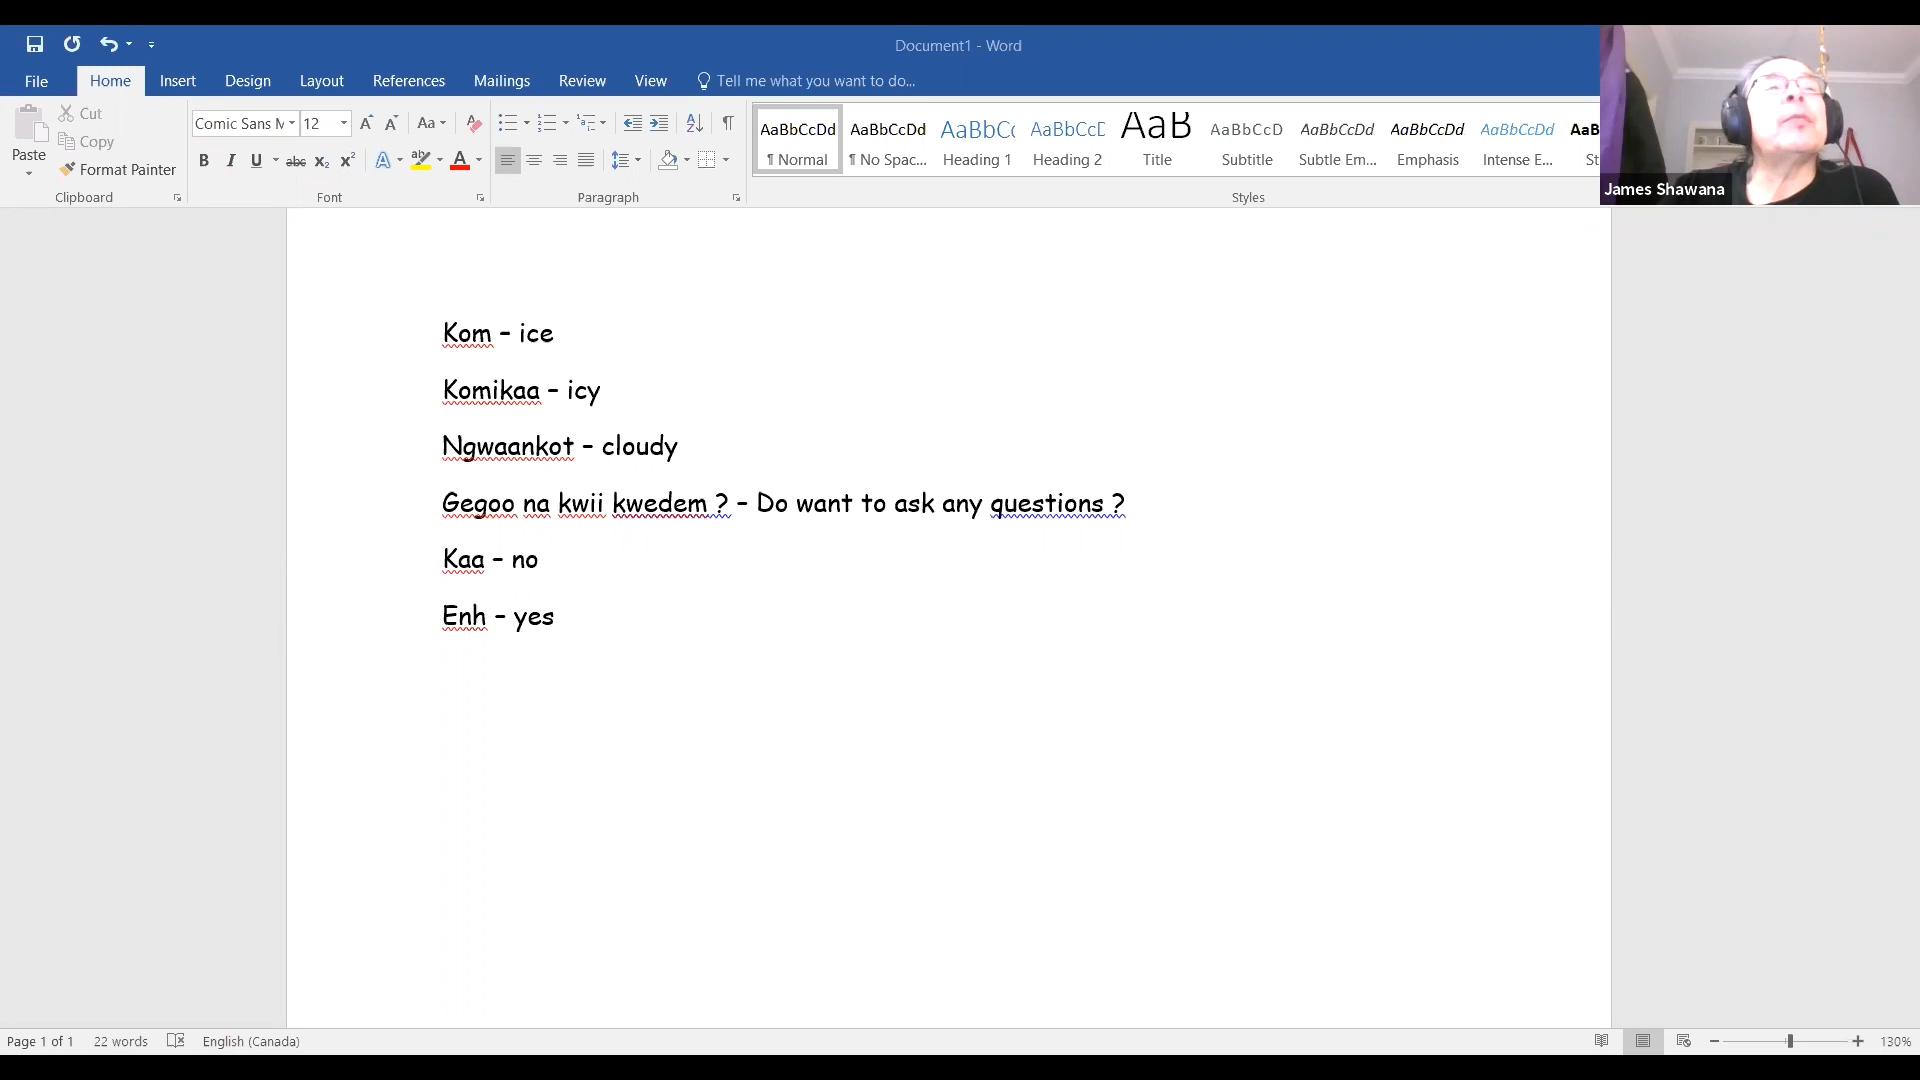 Document1 - Word
File Home Insert Design Layout References Mailings Review View Tell me what you want to do...
Paste
Cut
Copy
Format Painter
Clipboard
Comic Sans M 12
Font
Paragraph
AaBbCcDd AaBbCcDd AaBbCc AaBbCcD AaB AaBbCcD AaBbCcDd AaBbCcDd AaBbCcDd AaB
¶ Normal ¶ No Spac... Heading 1 Heading 2 Title Subtitle Subtle Em... Emphasis Intense E... St
Styles
James Shawana
Kom – ice
Komikaa – icy
Ngwaankot – cloudy
Gegoo na kwii kwedem ? – Do want to ask any questions ?
Kaa – no
Enh – yes
Page 1 of 1 22 words English (Canada) 130%